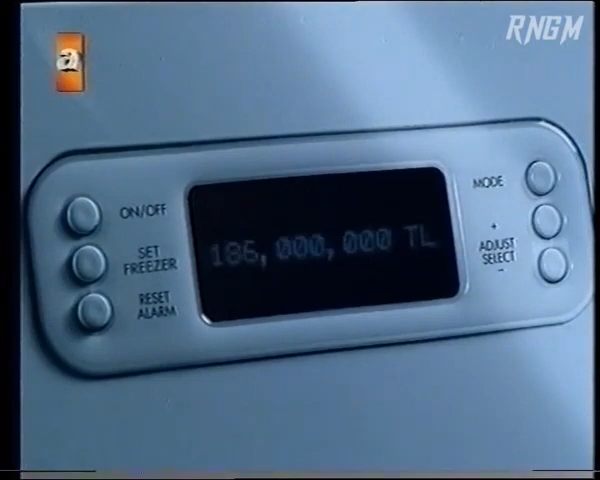 RNGM
a
ON/OFF
SET
FREEZER
RESET
ALARM
186,000,000 TL
MODE
+
ADJUST
SELECT
-